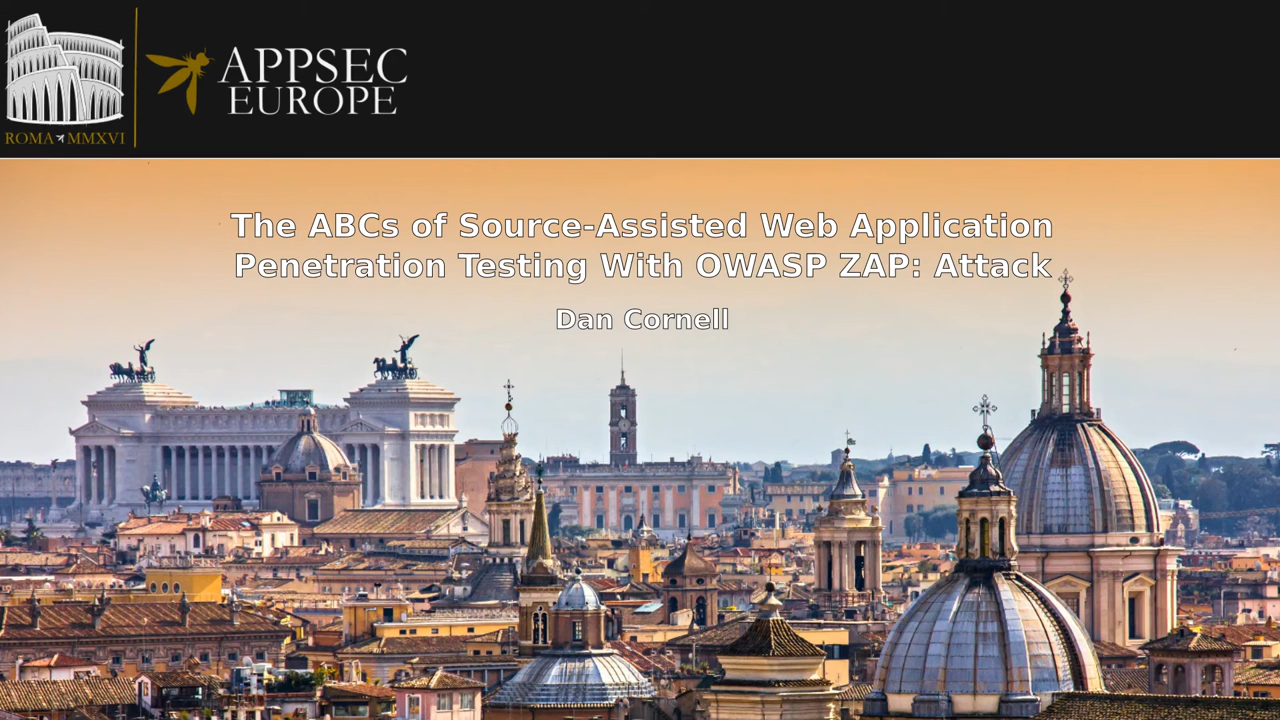 ROMA MMXVI
APPSEC
EUROPE
The ABCs of Source-Assisted Web Application
Penetration Testing With OWASP ZAP: Attack
Dan Cornell